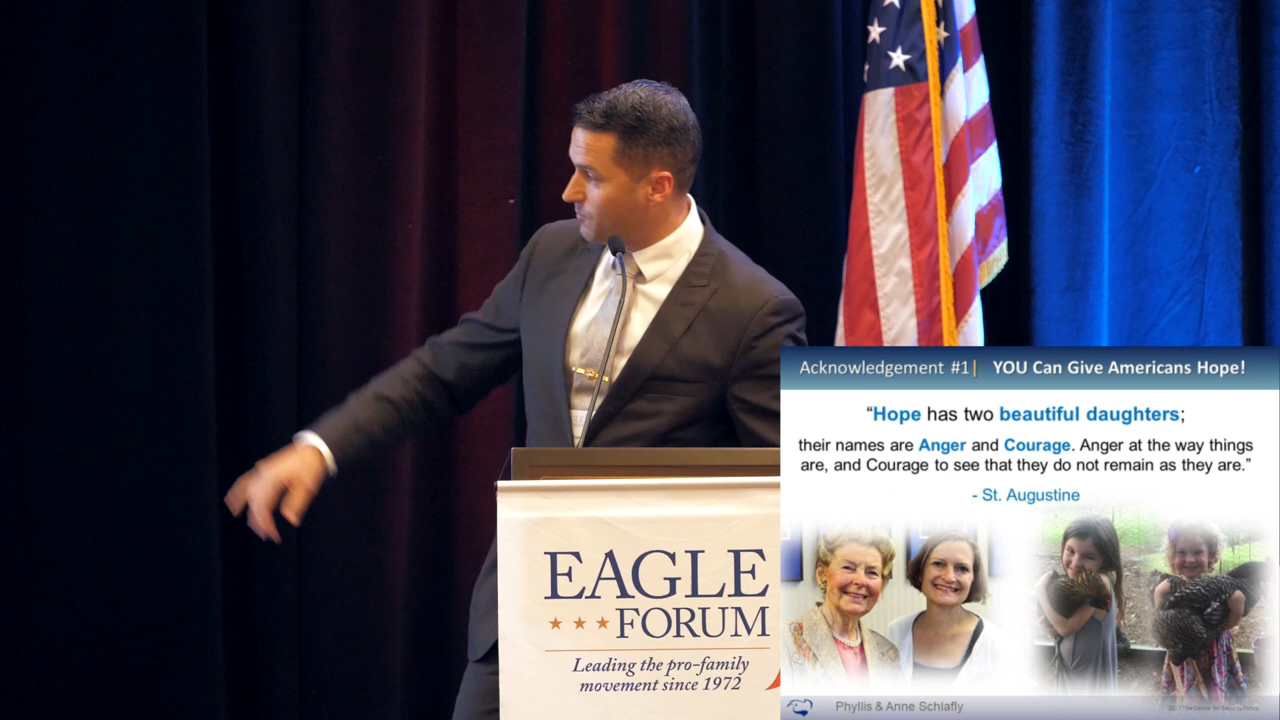 EAGLE
FORUM
Leading the pro-family
movement since 1972
Acknowledgement #1| YOU Can Give Americans Hope!
“Hope has two beautiful daughters;
their names are Anger and Courage. Anger at the way things
are, and Courage to see that they do not remain as they are.”
- St. Augustine
Phyllis & Anne Schlafly